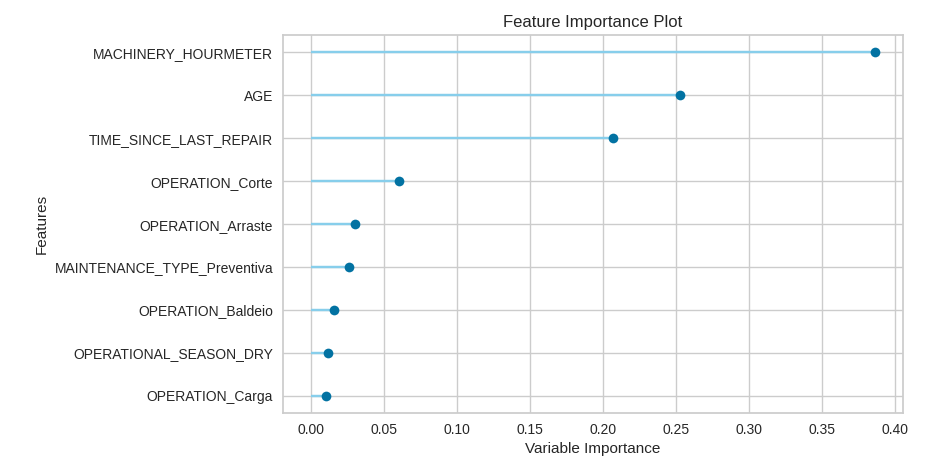 Feature Importance Plot
MACHINERY_HOURMETER
AGE
TIME_SINCE_LAST_REPAIR
OPERATION_Corte
OPERATION_Arraste
MAINTENANCE_TYPE_Preventiva
OPERATION_Baldeio
OPERATIONAL_SEASON_DRY
OPERATION_Carga
Features
0.00 0.05 0.10 0.15 0.20 0.25 0.30 0.35 0.40
Variable Importance